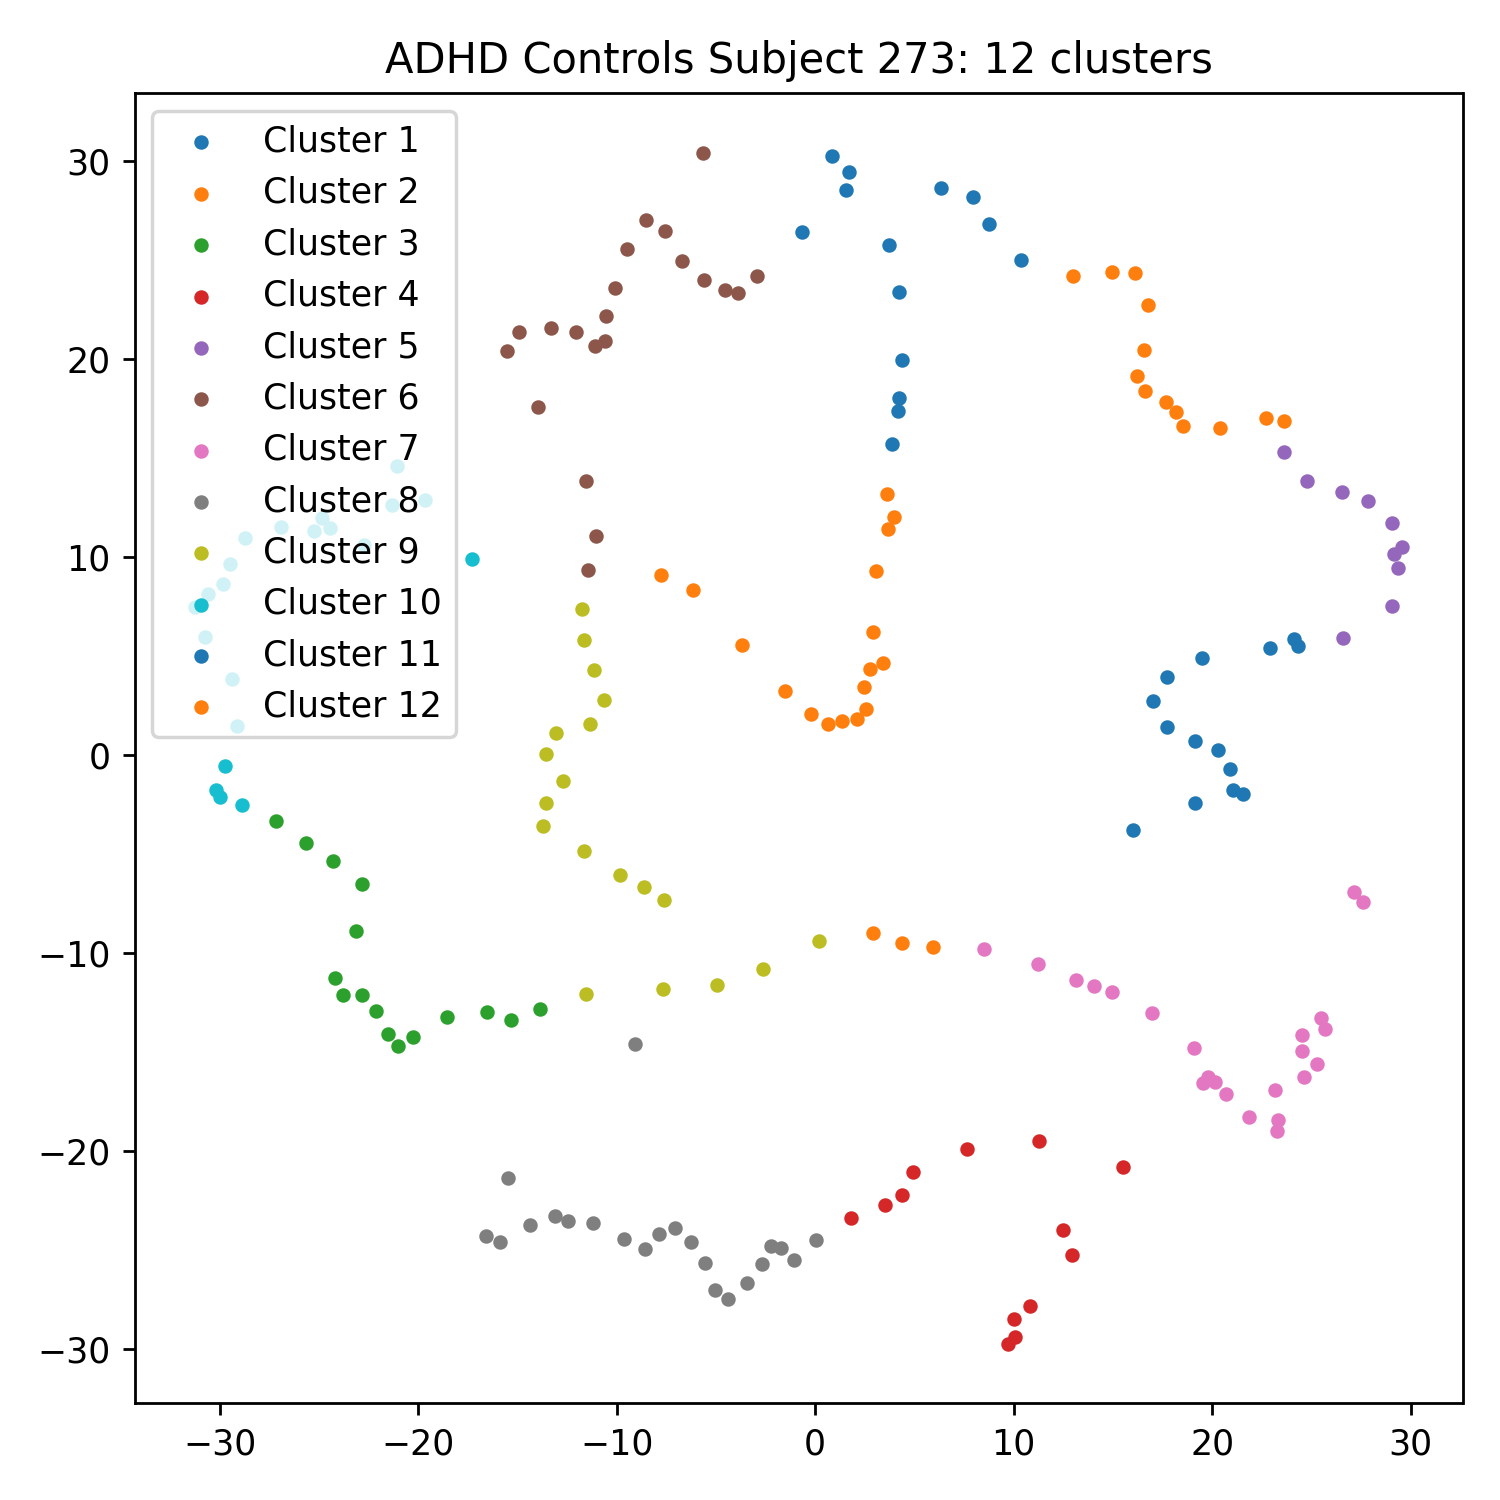 ADHD Controls Subject 273: 12 clusters
Cluster 1
Cluster 2
Cluster 3
Cluster 4
Cluster 5
Cluster 6
Cluster 7
Cluster 8
Cluster 9
Cluster 10
Cluster 11
Cluster 12
30
20
10
0
−10
−20
−30
−30 −20 −10 0 10 20 30